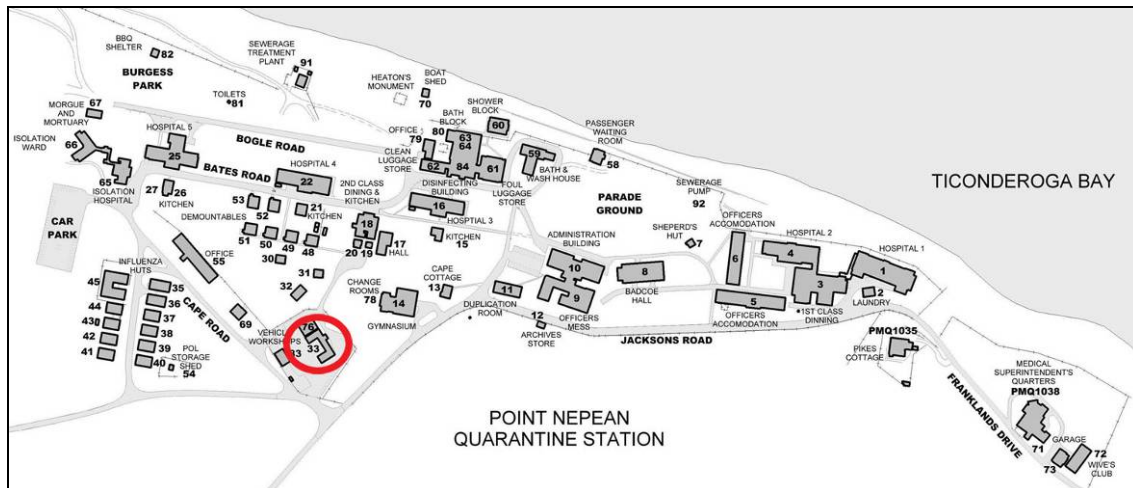 BBQ
SHELTER
82
BURGESS
PARK
SEWERAGE
TREATMENT
PLANT
91
TOILETS
81
HEATON'S
MONUMENT
BOAT
SHED
70
MORGUE
AND
MORTUARY
67
ISOLATION
WARD
66
65
ISOLATION
HOSPITAL
HOSPITAL 5
25
BOGLE ROAD
BATES ROAD
HOSPITAL 4
22
27
26
KITCHEN
DEMOUNTABLES
53
52
51
50
49
48
21
KITCHEN
30
31
32
2ND CLASS
DINING &
KITCHEN
18
20
19
17
HALL
OFFICE
79
80
BATH
BLOCK
63
64
CLEAN
LUGGAGE
STORE
62
84
61
DISINFECTING
BUILDING
SHOWER
BLOCK
60
FOUL
LUGGAGE
STORE
59
BATH &
WASH HOUSE
PASSENGER
WAITING
ROOM
58
16
HOSPTIAL 3
KITCHEN
15
PARADE
GROUND
SEWERAGE
PUMP
92
SHEPERD'S
HUT
7
OFFICERS
ACCOMODATION
6
HOSPITAL 2
4
HOSPITAL 1
1
2
LAUNDRY
3
1ST CLASS
DINNING
5
OFFICERS
ACCOMODATION
ADMINISTRATION
BUILDING
10
9
OFFICERS
MESS
8
BADCOE
HALL
11
DUPLICATION
ROOM
12
ARCHIVES
STORE
CAPE
COTTAGE
13
CHANGE
ROOMS
78
14
GYMNASIUM
JACKSONS ROAD
TICONDEROGA BAY
CAR
PARK
OFFICE
55
INFLUENZA
HUTS
45
44
43
42
41
35
36
37
38
39
40
POL
STORAGE
SHED
54
CAPE ROAD
69
VEHICLE
WORKSHOPS
76
33
93
POINT NEPEAN
QUARANTINE STATION
PMQ1035
PIKES
COTTAGE
FRANKLANDS DRIVE
MEDICAL
SUPERINTENDENT'S
QUARTERS
PMQ1038
71
GARAGE
73
72
WIVE'S
CLUB